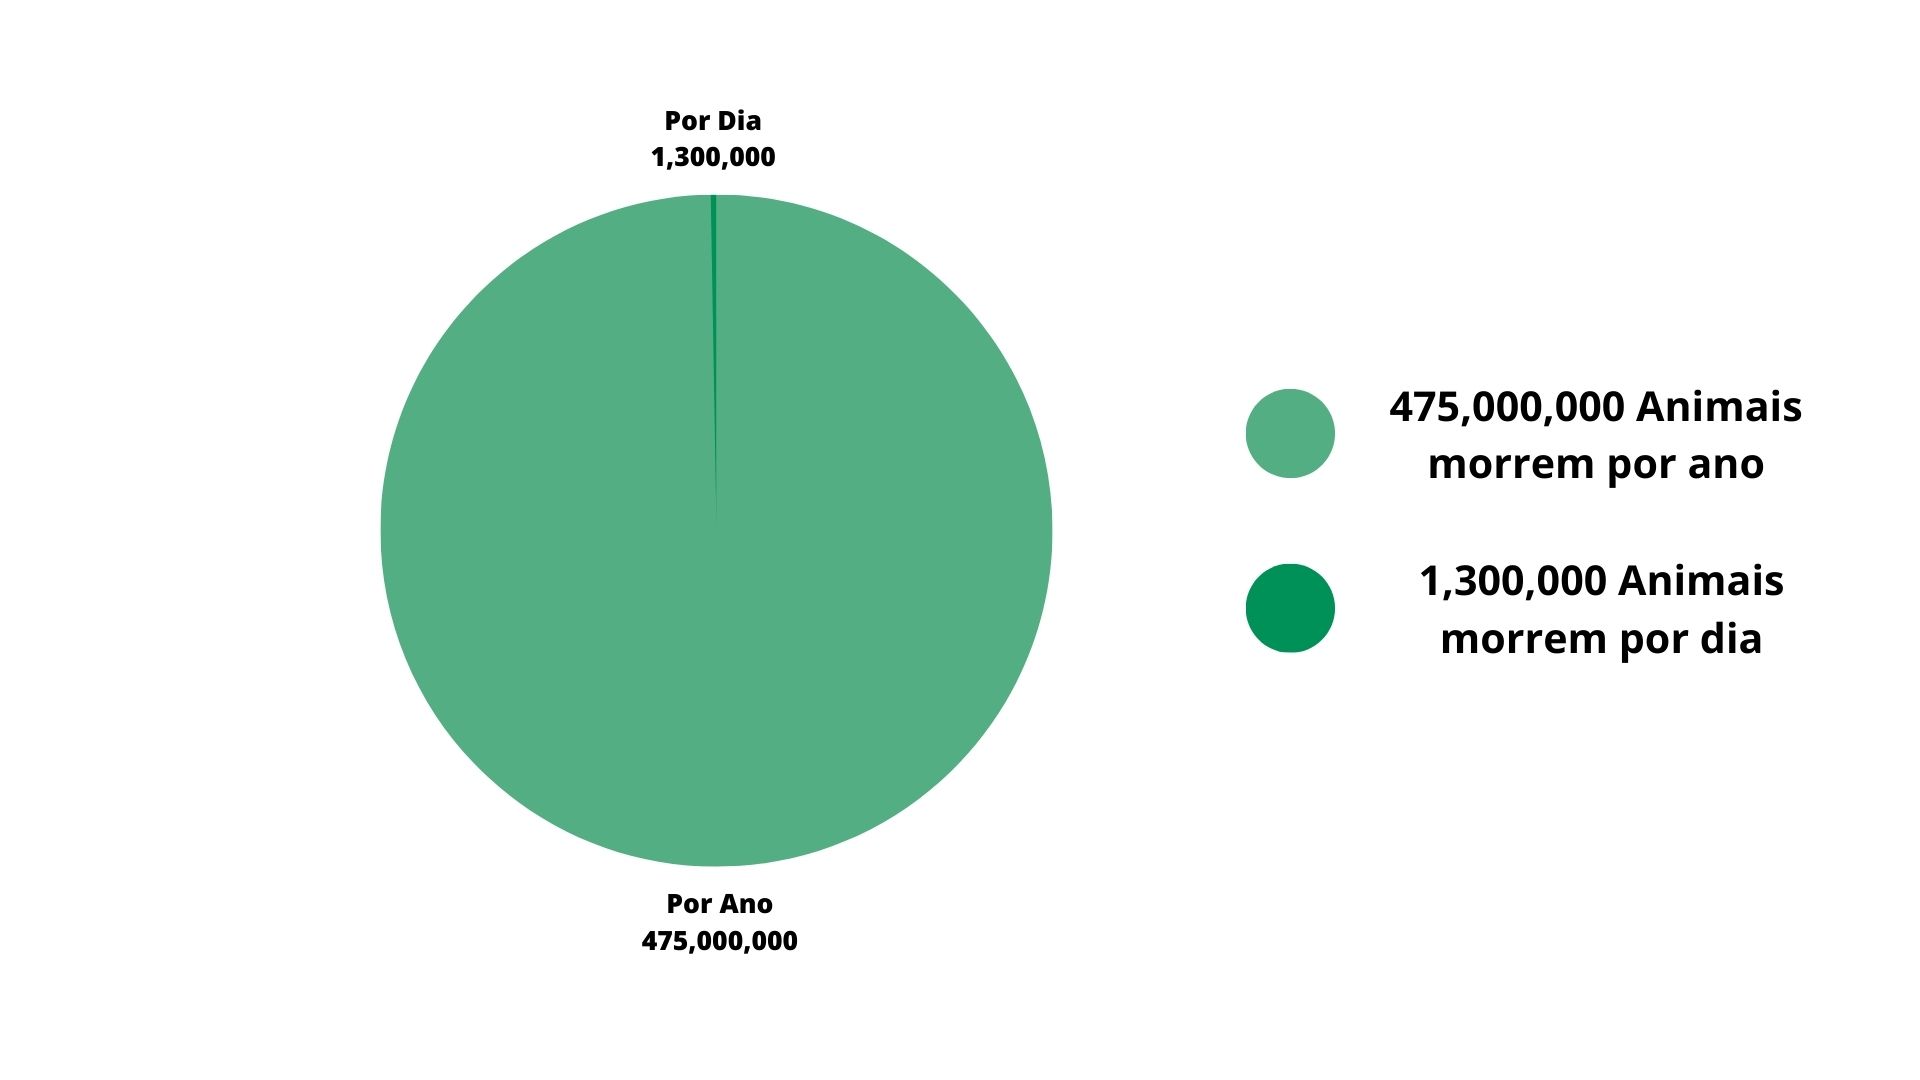 Por Dia
1,300,000
475,000,000 Animais
morrem por ano
1,300,000 Animais
morrem por dia
Por Ano
475,000,000